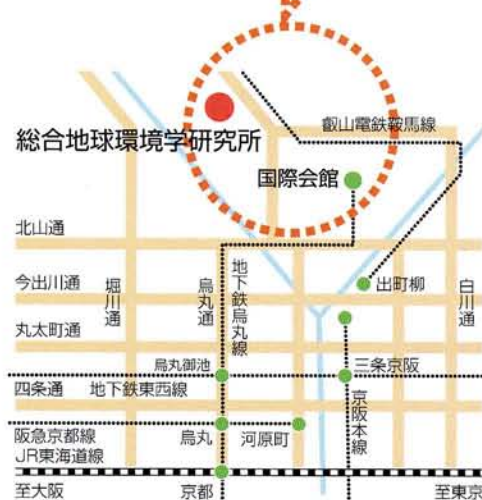 叡山電鉄鞍馬線
総合地球環境学研究所
国際会館
北山通
今出川通
堀川通
烏丸通
地下鉄烏丸線
出町柳
白川通
丸太町通
烏丸御池
三条京阪
四条通
地下鉄東西線
京阪本線
阪急京都線
烏丸
河原町
JR東海道線
至大阪
京都
至東京